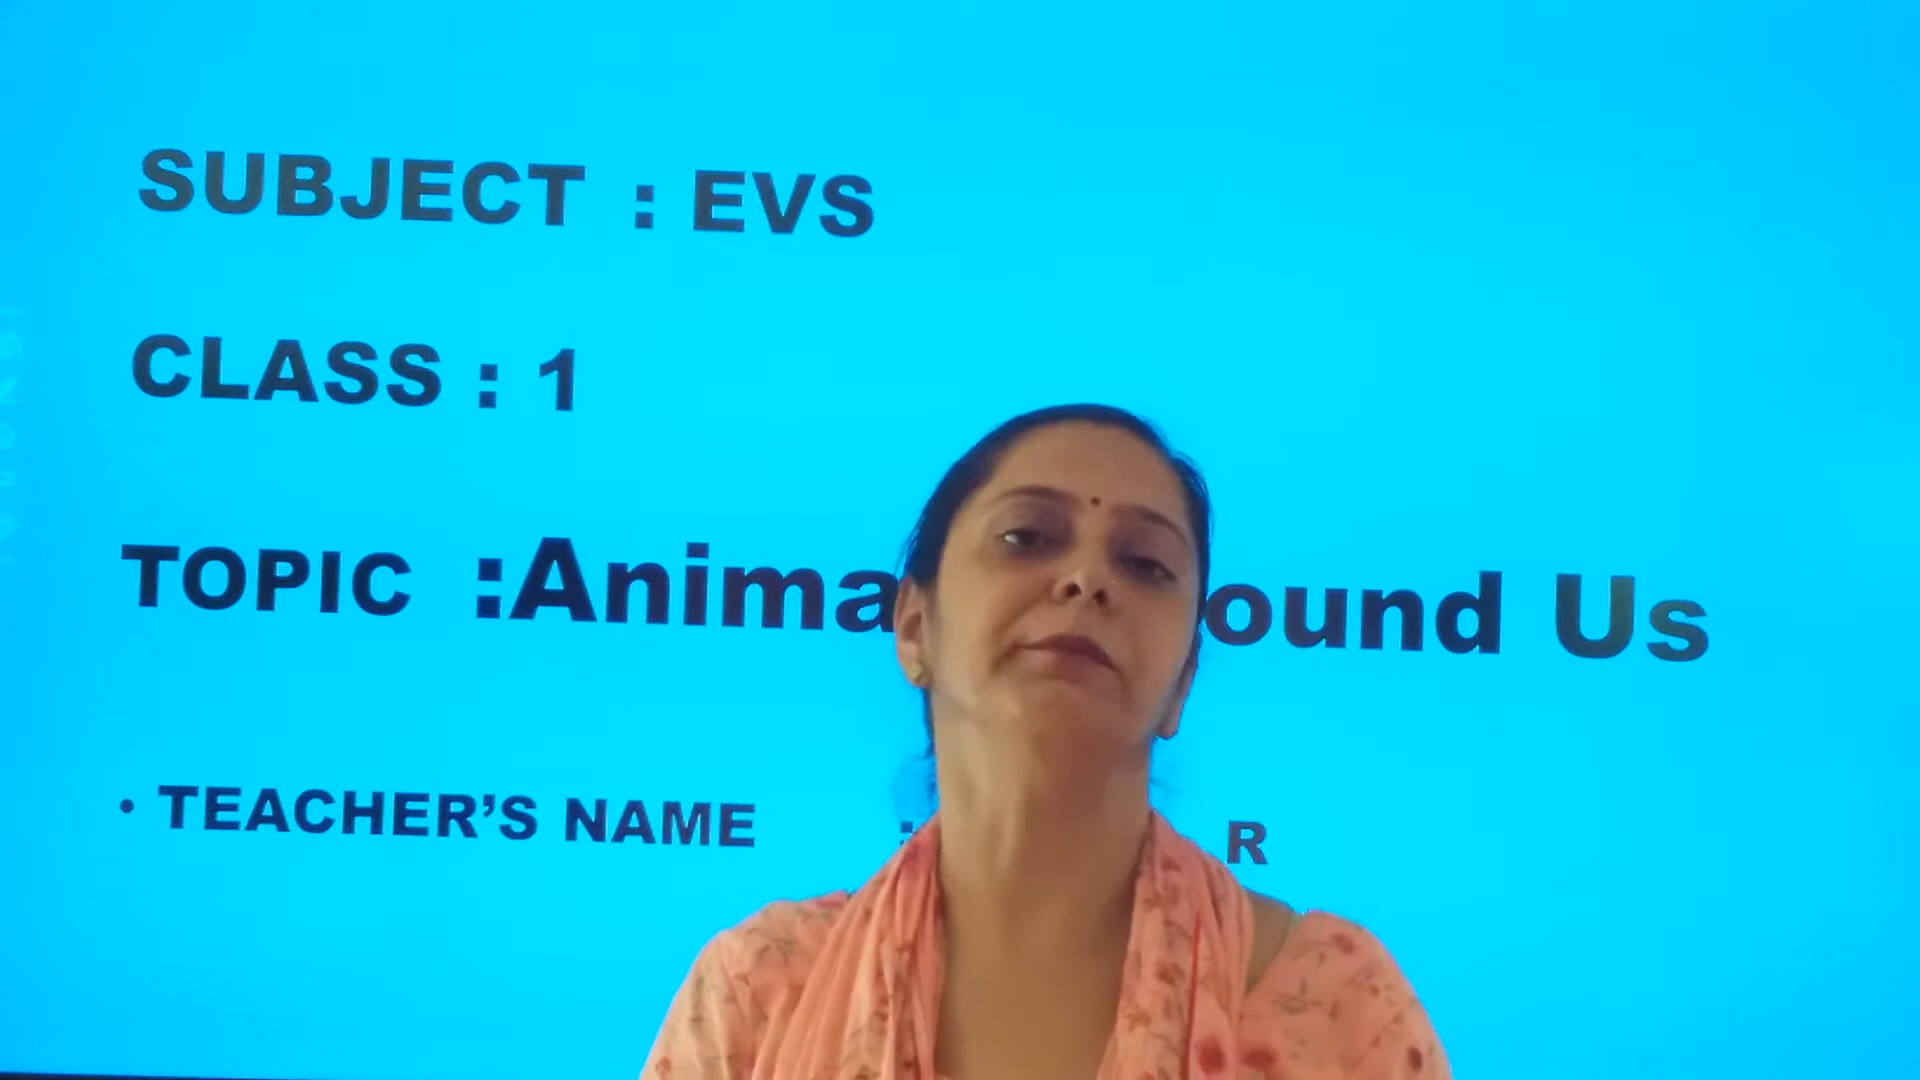 SUBJECT : EVS
CLASS : 1
TOPIC :Anima ound Us
• TEACHER’S NAME : R